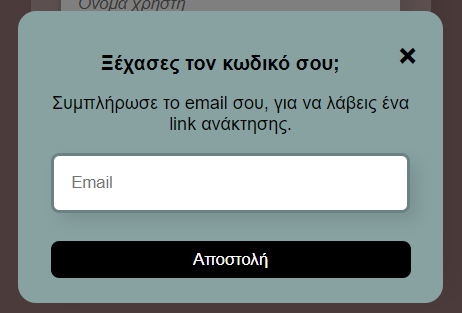 Όνομα χρήστη
Ξέχασες τον κωδικό σου;
Συμπλήρωσε το email σου, για να λάβεις ένα
link ανάκτησης.
Email
Αποστολή